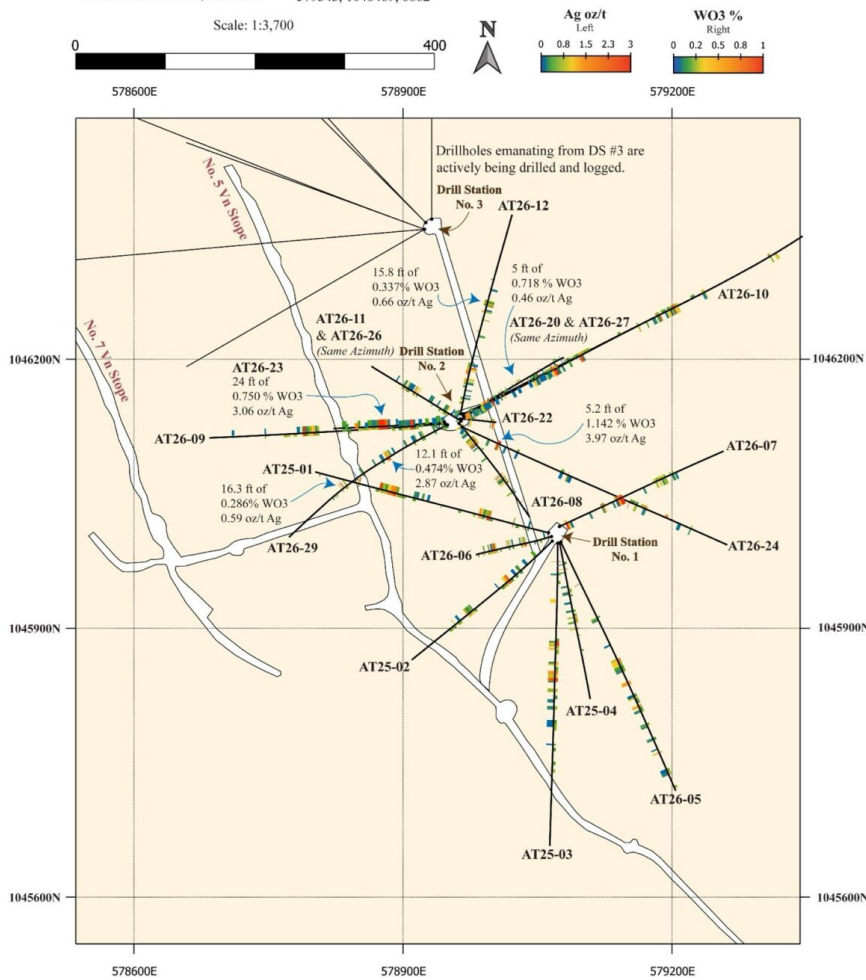 Scale: 1:3,700
0
400
N
Ag oz/t
Left
0 0.8 1.5 2.3 3
WO3 %
Right
0 0.2 0.5 0.8 1
578600E
578900E
579200E
Drillholes emanating from DS #3 are
actively being drilled and logged.
No. 5 Vn Stope
Drill Station
No. 3
AT26-12
15.8 ft of
0.337% WO3
0.66 oz/t Ag
5 ft of
0.718 % WO3
0.46 oz/t Ag
AT26-10
AT26-11
& AT26-26
(Same Azimuth)
AT26-20 & AT26-27
(Same Azimuth)
1046200N
1046200N
No. 7 Vn Stope
Drill Station
No. 2
AT26-23
24 ft of
0.750 % WO3
3.06 oz/t Ag
AT26-22
5.2 ft of
1.142 % WO3
3.97 oz/t Ag
AT26-09
AT26-07
AT25-01
12.1 ft of
0.474% WO3
2.87 oz/t Ag
16.3 ft of
0.286% WO3
0.59 oz/t Ag
AT26-08
AT26-29
AT26-06
Drill Station
No. 1
AT26-24
1045900N
1045900N
AT25-02
AT25-04
AT26-05
AT25-03
1045600N
1045600N
578600E
578900E
579200E